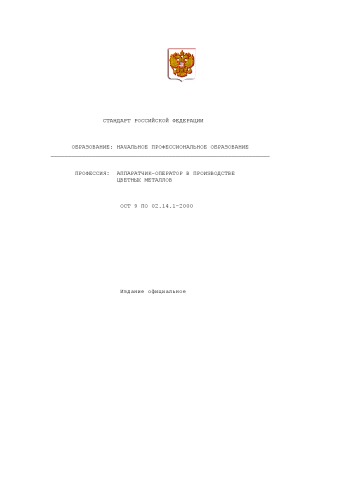 СТАНДАРТ РОССИЙСКОЙ ФЕДЕРАЦИИ
ОБРАЗОВАНИЕ: НАЧАЛЬНОЕ ПРОФЕССИОНАЛЬНОЕ ОБРАЗОВАНИЕ
ПРОФЕССИЯ: АППАРАТЧИК-ОПЕРАТОР В ПРОИЗВОДСТВЕ
ЦВЕТНЫХ МЕТАЛЛОВ
ОСТ 9 ПО 02.14.1-2000
Издание официальное